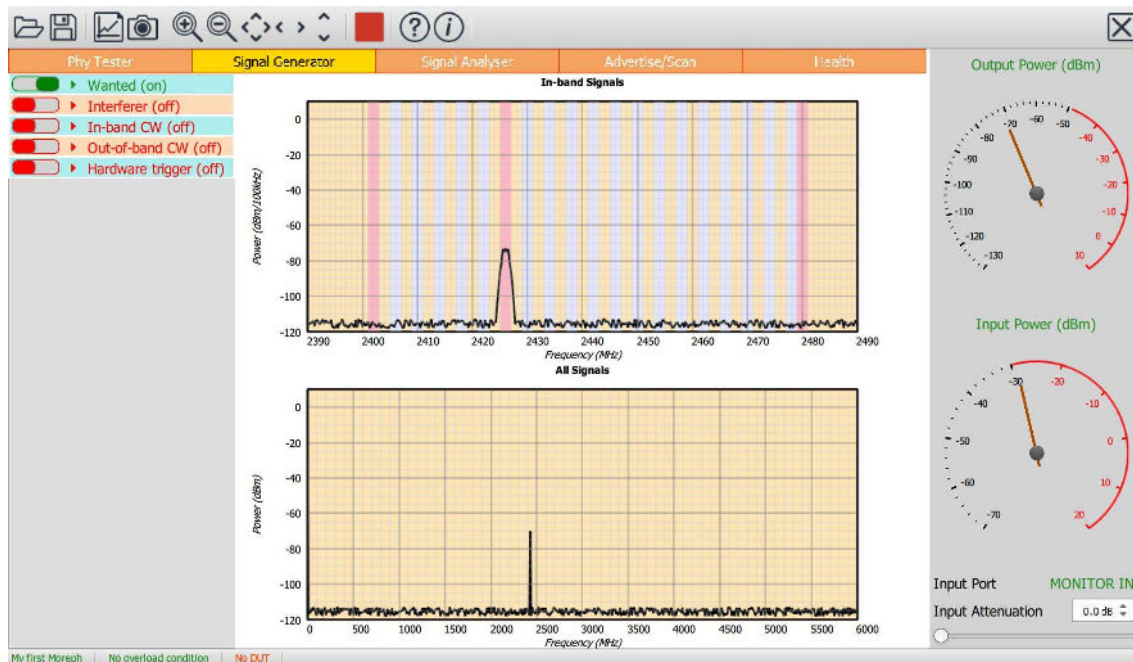 Phy Tester
Signal Generator
Signal Analyser
Advertise/Scan
Health
Wanted (on)
Interferer (off)
In-band CW (off)
Out-of-band CW (off)
Hardware trigger (off)
In-band Signals
Power (dBm/100kHz)
0
-20
-40
-60
-80
-100
-120
2390 2400 2410 2420 2430 2440 2450 2460 2470 2480 2490
Frequency (MHz)
All Signals
Power (dBm)
0
-20
-40
-60
-80
-100
-120
0 500 1000 1500 2000 2500 3000 3500 4000 4500 5000 5500 6000
Frequency (MHz)
Output Power (dBm)
-130
-120
-110
-100
-90
-80
-70
-60
-50
-40
-30
-20
-10
0
10
Input Power (dBm)
-70
-60
-50
-40
-30
-20
-10
0
10
20
Input Port MONITOR IN
Input Attenuation 0.0 dB
My first Moreph
No overload condition
No DUT